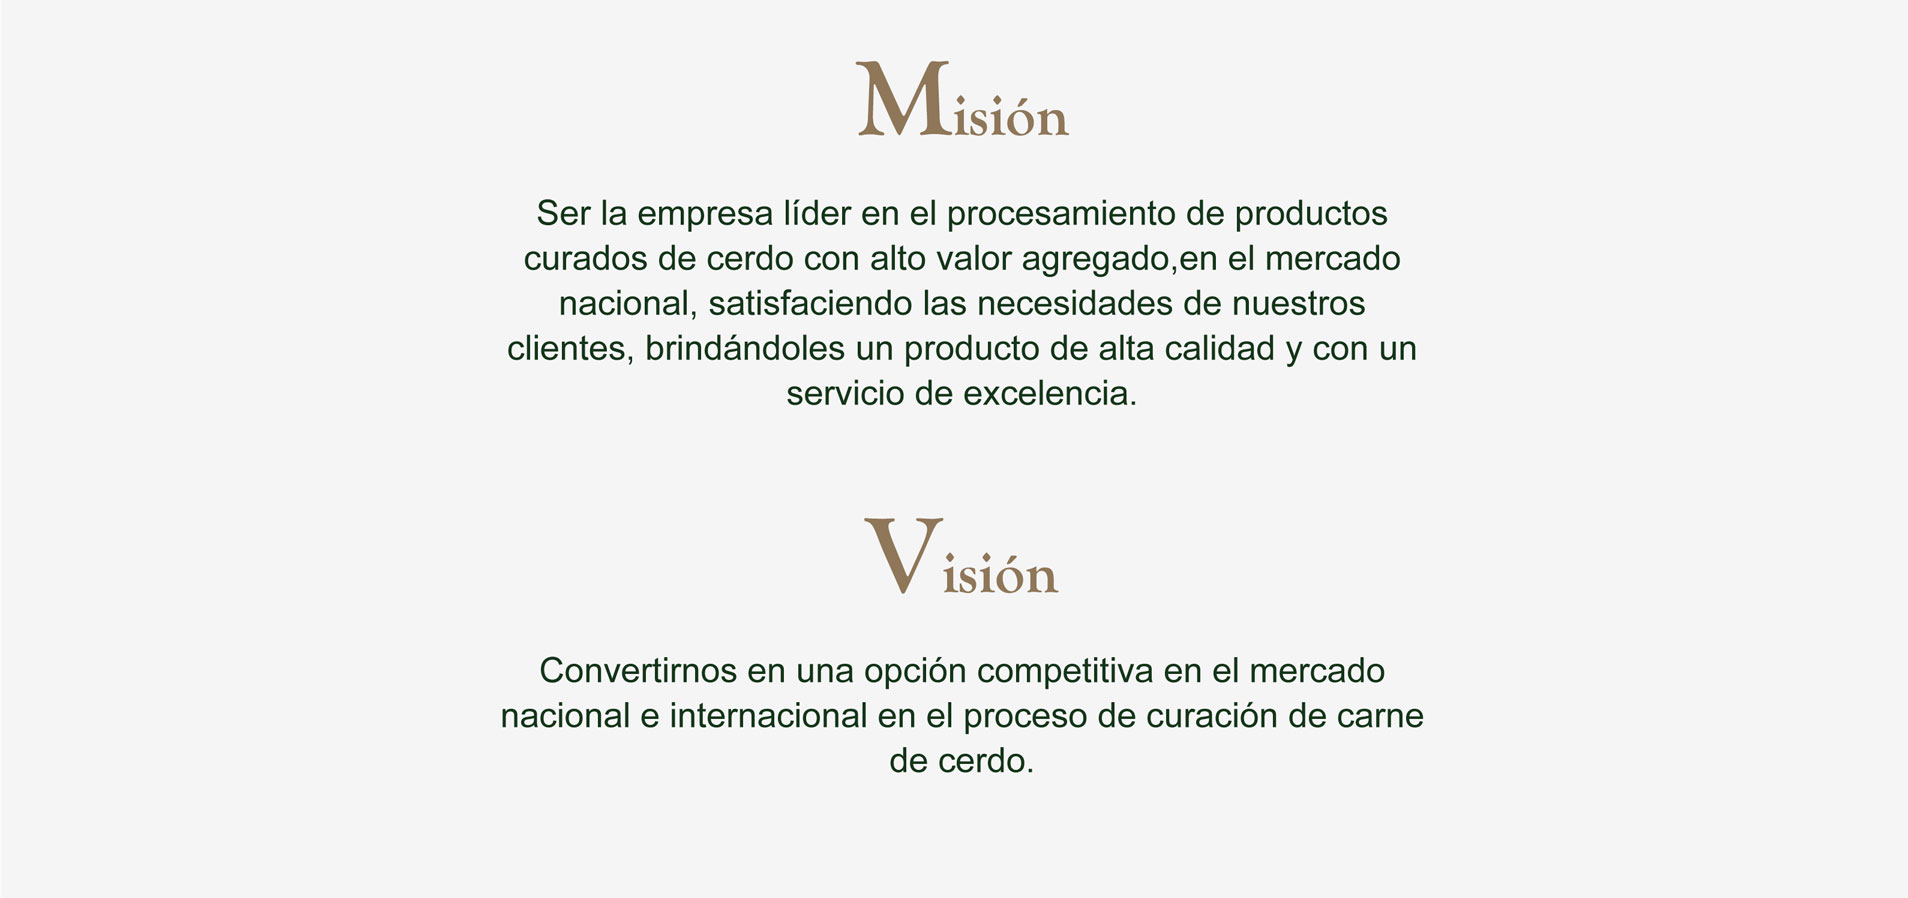 Misión
Ser la empresa líder en el procesamiento de productos
curados de cerdo con alto valor agregado,en el mercado
nacional, satisfaciendo las necesidades de nuestros
clientes, brindándoles un producto de alta calidad y con un
servicio de excelencia.
Visión
Convertirnos en una opción competitiva en el mercado
nacional e internacional en el proceso de curación de carne
de cerdo.